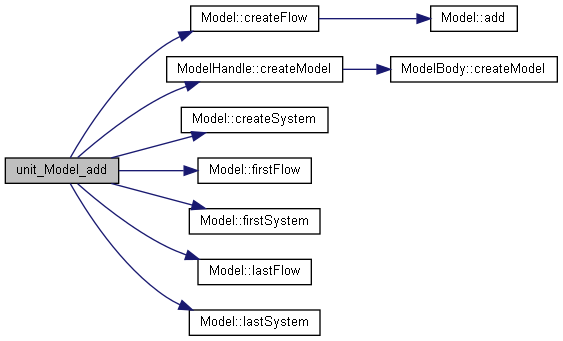 Model::createFlow
Model::add
ModelHandle::createModel
ModelBody::createModel
Model::createSystem
unit_Model_add
Model::firstFlow
Model::firstSystem
Model::lastFlow
Model::lastSystem